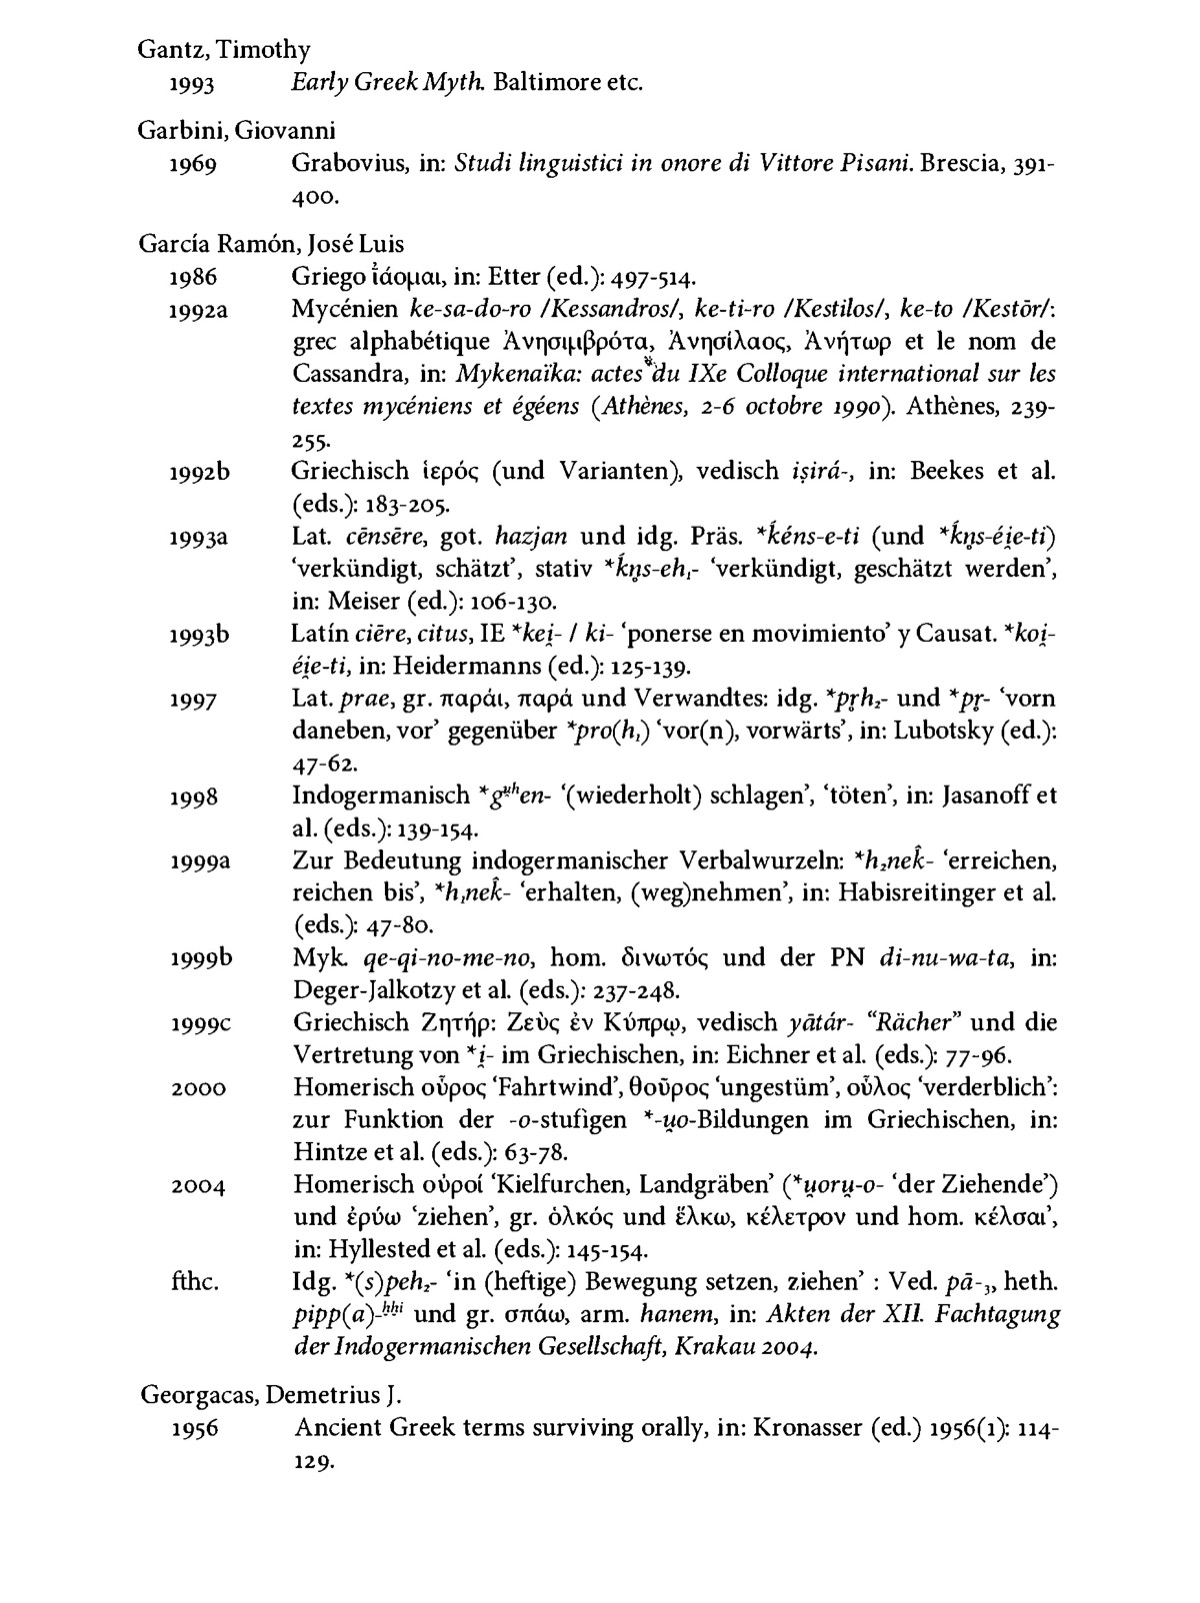 Gantz, Timothy
1993 Early Greek Myth. Baltimore etc.
Garbini, Giovanni
1969 Grabovius, in: Studi linguistici in onore di Vittore Pisani. Brescia, 391-
400.
García Ramón, José Luis
1986 Griego ἰάομαι, in: Etter (ed.): 497-514.
1992a Mycénien ke-sa-do-ro /Kessandros/, ke-ti-ro /Kestilos/, ke-to /Kestōr/:
grec alphabétique Ἀνησιμβρότα, Ἀνησίλαος, Ἀνήτωρ et le nom de
Cassandra, in: Mykenaïka: actes du IXe Colloque international sur les
textes mycéniens et égéens (Athènes, 2-6 octobre 1990). Athènes, 239-
255.
1992b Griechisch ἱερός (und Varianten), vedisch iṣirá-, in: Beekes et al.
(eds.): 183-205.
1993a Lat. cēnsēre, got. hazjan und idg. Präs. *ḱéns-e-ti (und *ḱn̥s-éi̯e-ti)
‘verkündigt, schätzt’, stativ *ḱn̥s-eh₁- ‘verkündigt, geschätzt werden’,
in: Meiser (ed.): 106-130.
1993b Latín ciēre, citus, IE *kei̯- / ki- ‘ponerse en movimiento’ y Causat. *koi̯-
éi̯e-ti, in: Heidermanns (ed.): 125-139.
1997 Lat. prae, gr. παράι, παρά und Verwandtes: idg. *pr̥h₂- und *pr̥- ‘vorn
daneben, vor’ gegenüber *pro(h₁) ‘vor(n), vorwärts’, in: Lubotsky (ed.):
47-62.
1998 Indogermanisch *gᵘ̯ʰen- ‘(wiederholt) schlagen’, ‘töten’, in: Jasanoff et
al. (eds.): 139-154.
1999a Zur Bedeutung indogermanischer Verbalwurzeln: *h₂nek̂- ‘erreichen,
reichen bis’, *h₁nek̂- ‘erhalten, (weg)nehmen’, in: Habisreitinger et al.
(eds.): 47-80.
1999b Myk. qe-qi-no-me-no, hom. δινωτός und der PN di-nu-wa-ta, in:
Deger-Jalkotzy et al. (eds.): 237-248.
1999c Griechisch Ζητήρ: Ζεὺς ἐν Κύπρῳ, vedisch yātár- “Rächer” und die
Vertretung von *i̯- im Griechischen, in: Eichner et al. (eds.): 77-96.
2000 Homerisch οὖρος ‘Fahrtwind’, θοῦρος ‘ungestüm’, οὖλος ‘verderblich’:
zur Funktion der -o-stufigen *-u̯o-Bildungen im Griechischen, in:
Hintze et al. (eds.): 63-78.
2004 Homerisch οὐροί ‘Kielfurchen, Landgräben’ (*u̯oru̯-o- ‘der Ziehende’)
und ἐρύω ‘ziehen’, gr. ὁλκός und ἕλκω, κέλετρον und hom. κέλσαι’,
in: Hyllested et al. (eds.): 145-154.
fthc. Idg. *(s)peh₂- ‘in (heftige) Bewegung setzen, ziehen’ : Ved. pā-₃, heth.
pipp(a)-ḫḫi und gr. σπάω, arm. hanem, in: Akten der XII. Fachtagung
der Indogermanischen Gesellschaft, Krakau 2004.
Georgacas, Demetrius J.
1956 Ancient Greek terms surviving orally, in: Kronasser (ed.) 1956(1): 114-
129.